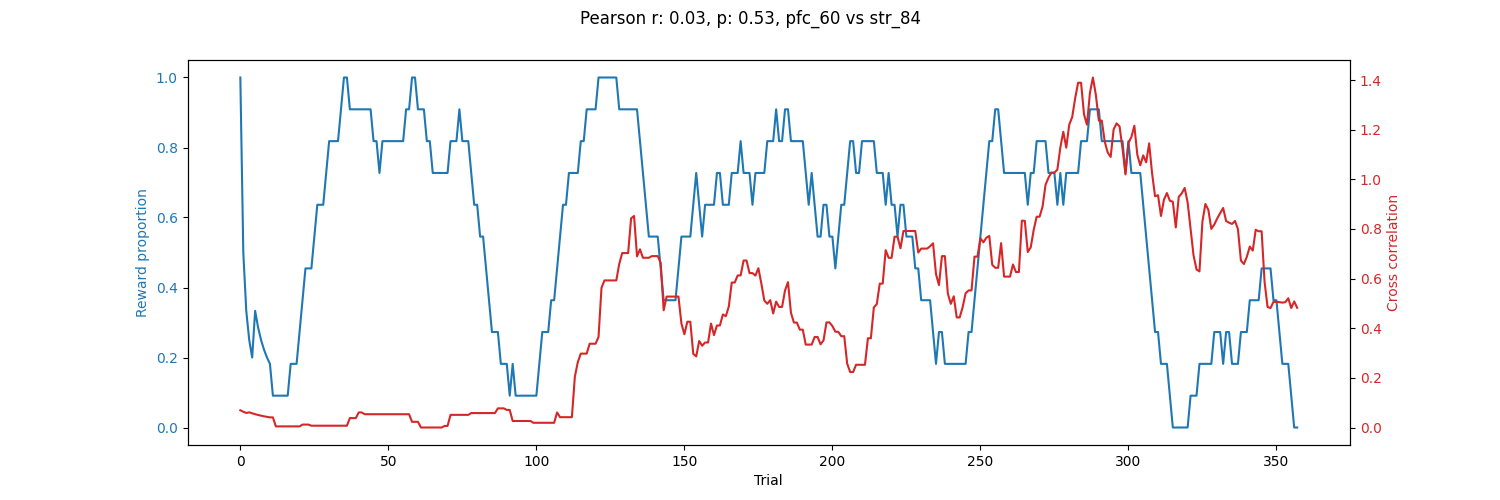 Pearson r: 0.03, p: 0.53, pfc_60 vs str_84
1.0
0.8
0.6
0.4
0.2
0.0
Reward proportion
1.4
1.2
1.0
0.8
0.6
0.4
0.2
0.0
Cross correlation
0 50 100 150 200 250 300 350
Trial